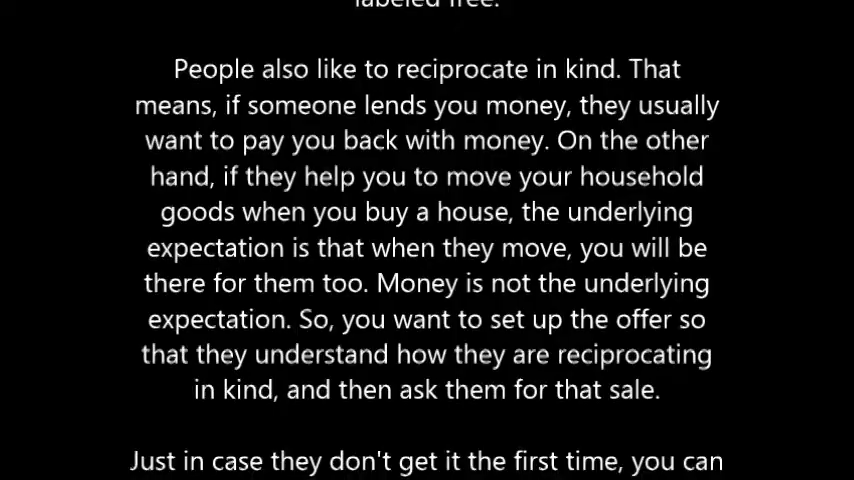 labeled free.
People also like to reciprocate in kind. That
means, if someone lends you money, they usually
want to pay you back with money. On the other
hand, if they help you to move your household
goods when you buy a house, the underlying
expectation is that when they move, you will be
there for them too. Money is not the underlying
expectation. So, you want to set up the offer so
that they understand how they are reciprocating
in kind, and then ask them for that sale.
Just in case they don't get it the first time, you can